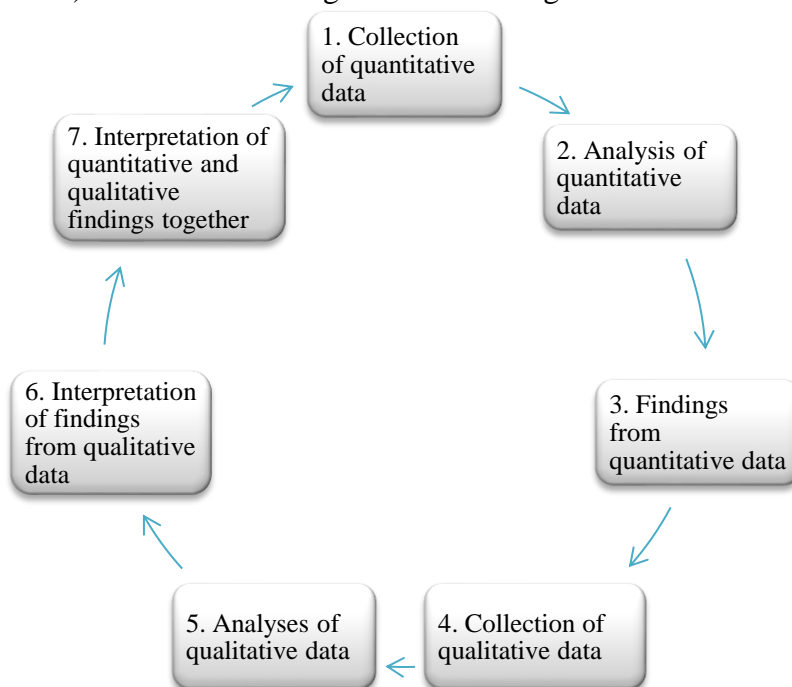 1. Collection
of quantitative
data
2. Analysis of
quantitative
data
3. Findings
from
quantitative data
4. Collection of
qualitative data
5. Analyses of
qualitative data
6. Interpretation
of findings
from qualitative
data
7. Interpretation of
quantitative and
qualitative
findings together